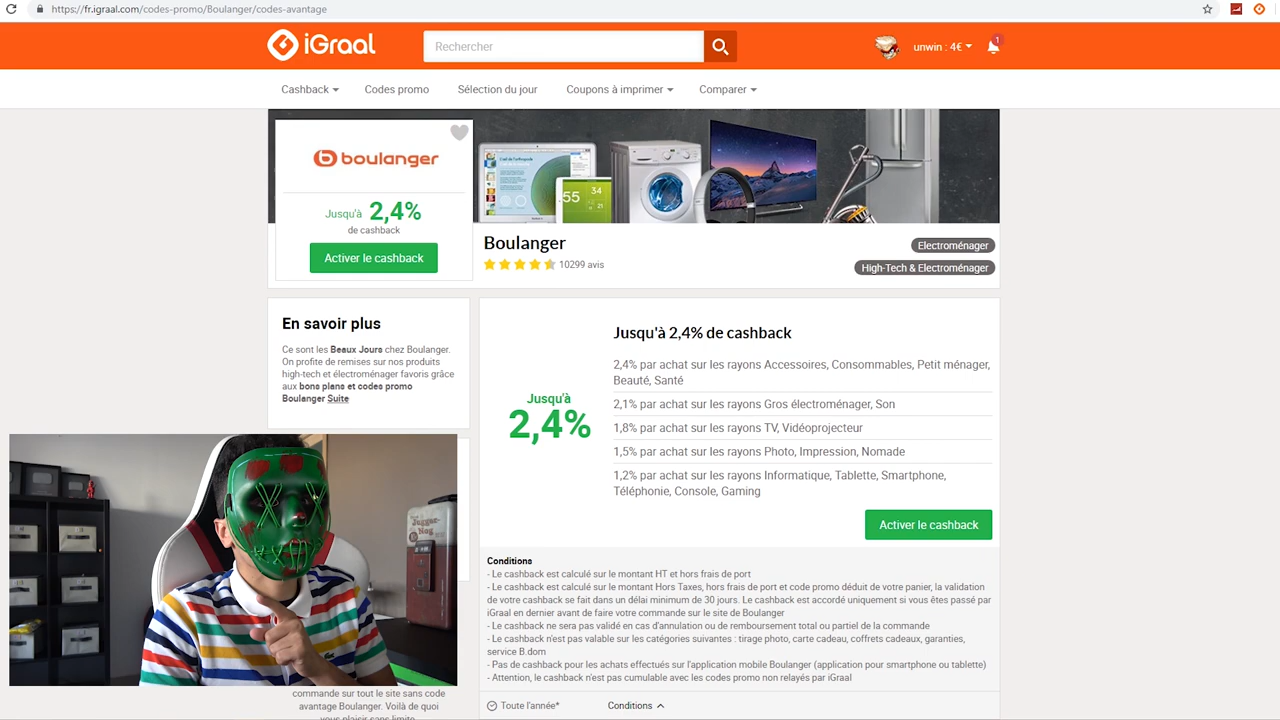 https://fr.igraal.com/codes-promo/Boulanger/codes-avantage
iGraal
Rechercher
unwin : 4€
1
Cashback
Codes promo
Sélection du jour
Coupons à imprimer
Comparer
boulanger
Jusqu'à 2,4%
de cashback
Activer le cashback
55
34
21
Boulanger
10299 avis
Electroménager
High-Tech & Electroménager
En savoir plus
Ce sont les Beaux Jours chez Boulanger.
On profite de remises sur nos produits
high-tech et électroménager favoris grâce
aux bons plans et codes promo
Boulanger Suite
Jusqu'à 2,4% de cashback
Jusqu'à
2,4%
2,4% par achat sur les rayons Accessoires, Consommables, Petit ménager,
Beauté, Santé
2,1% par achat sur les rayons Gros électroménager, Son
1,8% par achat sur les rayons TV, Vidéoprojecteur
1,5% par achat sur les rayons Photo, Impression, Nomade
1,2% par achat sur les rayons Informatique, Tablette, Smartphone,
Téléphonie, Console, Gaming
Activer le cashback
Conditions
- Le cashback est calculé sur le montant HT et hors frais de port
- Le cashback est calculé sur le montant Hors Taxes, hors frais de port et code promo déduit de votre panier, la validation
de votre cashback se fait dans un délai minimum de 30 jours. Le cashback est accordé uniquement si vous êtes passé par
iGraal en dernier avant de faire votre commande sur le site de Boulanger
- Le cashback ne sera pas validé en cas d'annulation ou de remboursement total ou partiel de la commande
- Le cashback n'est pas valable sur les catégories suivantes : tirage photo, carte cadeau, coffrets cadeaux, garanties,
service B.dom
- Pas de cashback pour les achats effectués sur l'application mobile Boulanger (application pour smartphone ou tablette)
- Attention, le cashback n'est pas cumulable avec les codes promo non relayés par iGraal
Toute l'année*
Conditions
Jugger-
Nog
commande sur tout le site sans code
avantage Boulanger. Voilà de quoi
vous plaisir sans limite